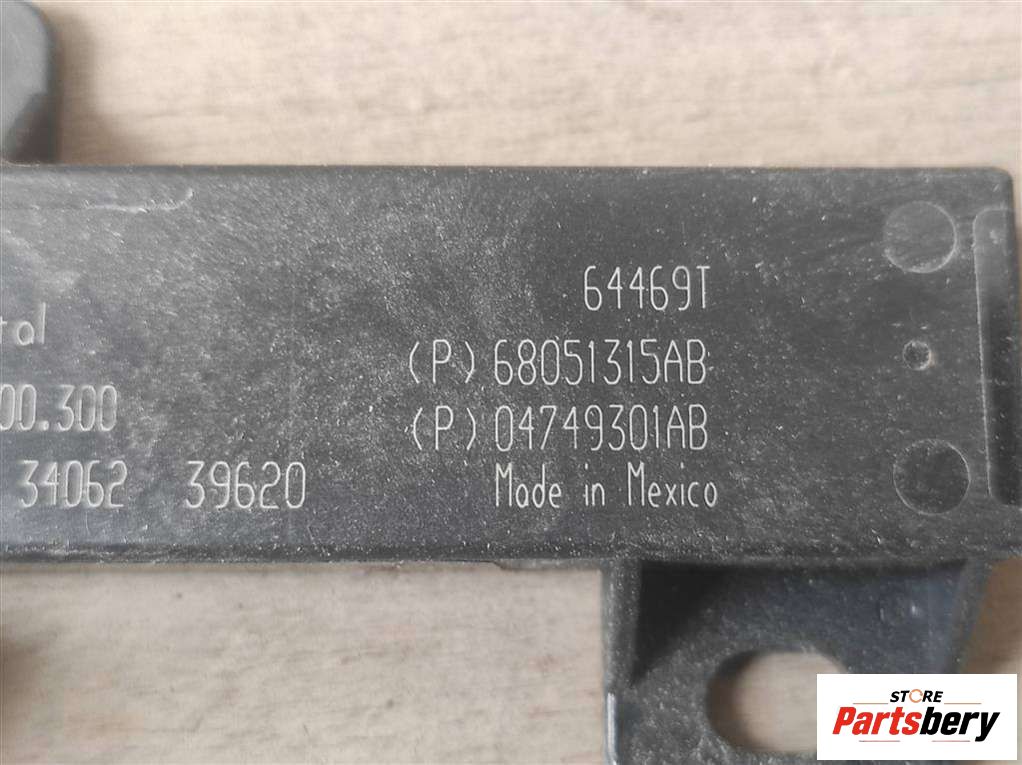 64469T
(P) 68051315AB
00.300
(P) 04749301AB
34062 39620
Made in Mexico
STORE
Partsbery